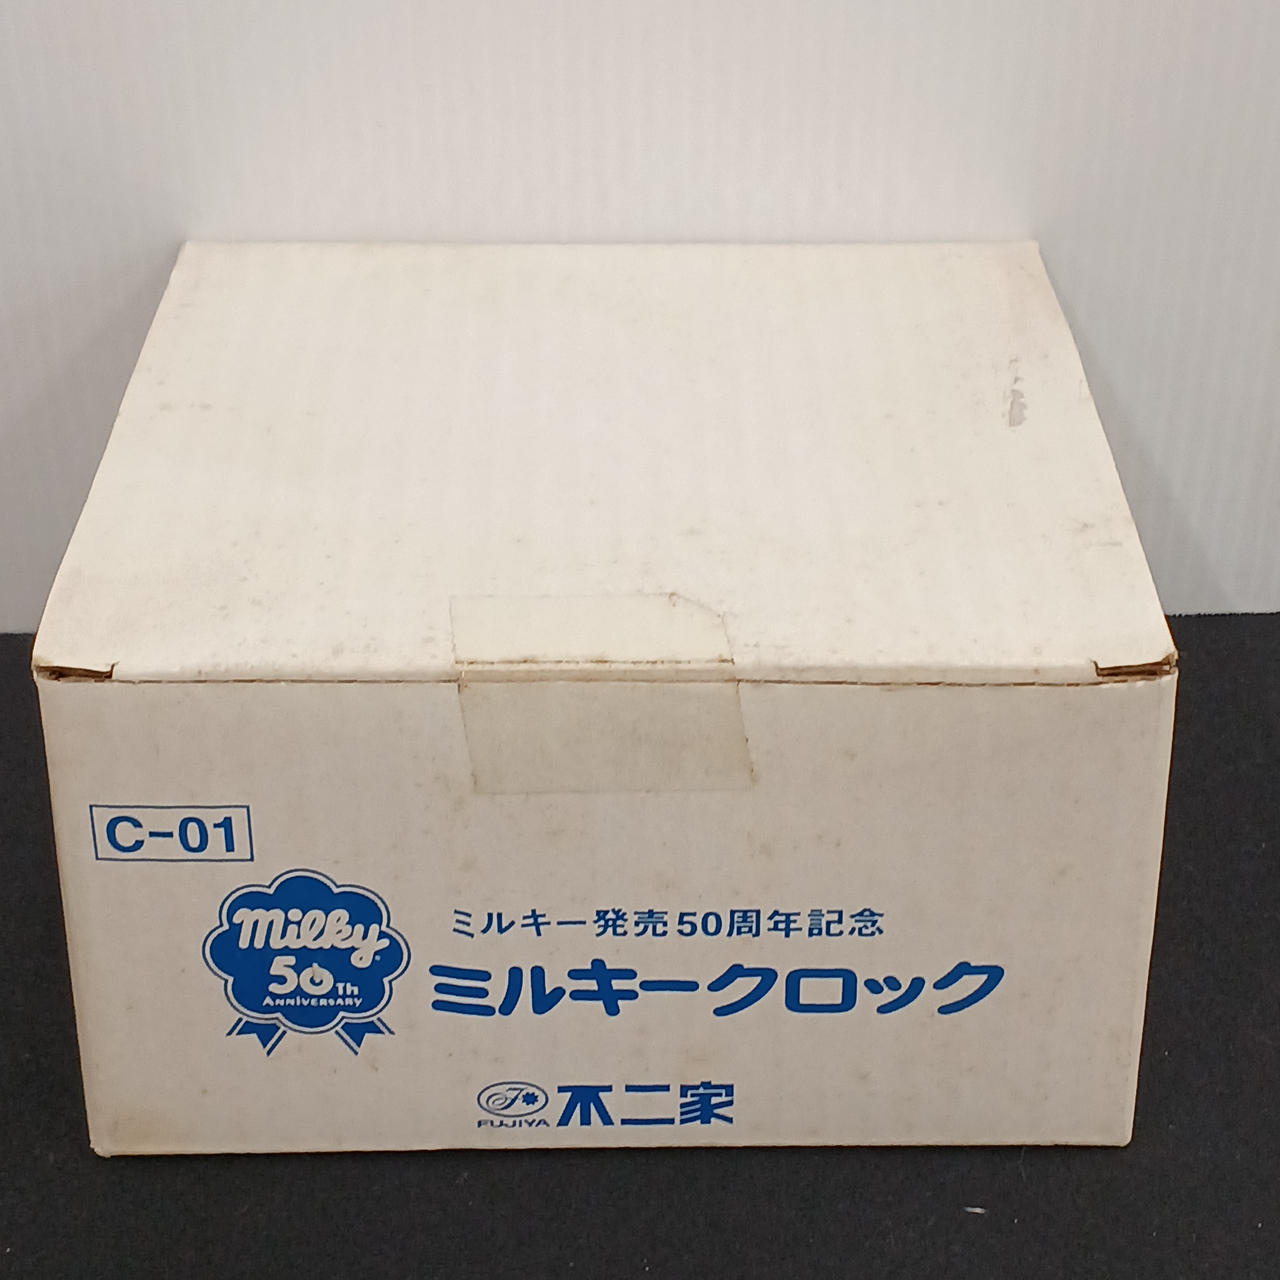 C-01
milky
50Th
ANNIVERSARY
ミルキー発売50周年記念
ミルキークロック
FUJIYA
不二家